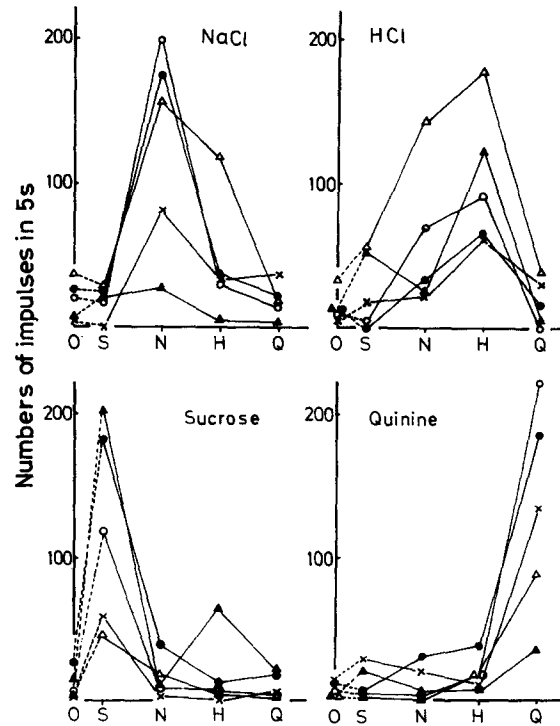 Numbers of impulses in 5s
NaCl
200
100
O S N H Q
HCl
200
100
O S N H Q
Sucrose
200
100
O S N H Q
Quinine
200
100
O S N H Q